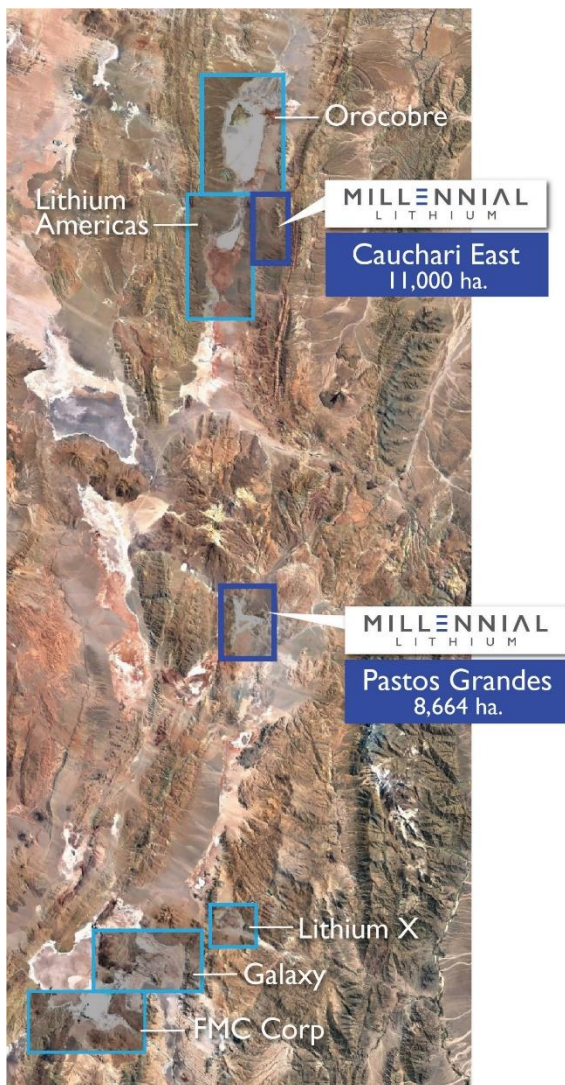 Orocobre
Lithium
Americas
MILLENNIAL
LITHIUM
Cauchari East
11,000 ha.
MILLENNIAL
LITHIUM
Pastos Grandes
8,664 ha.
Lithium X
Galaxy
FMC Corp